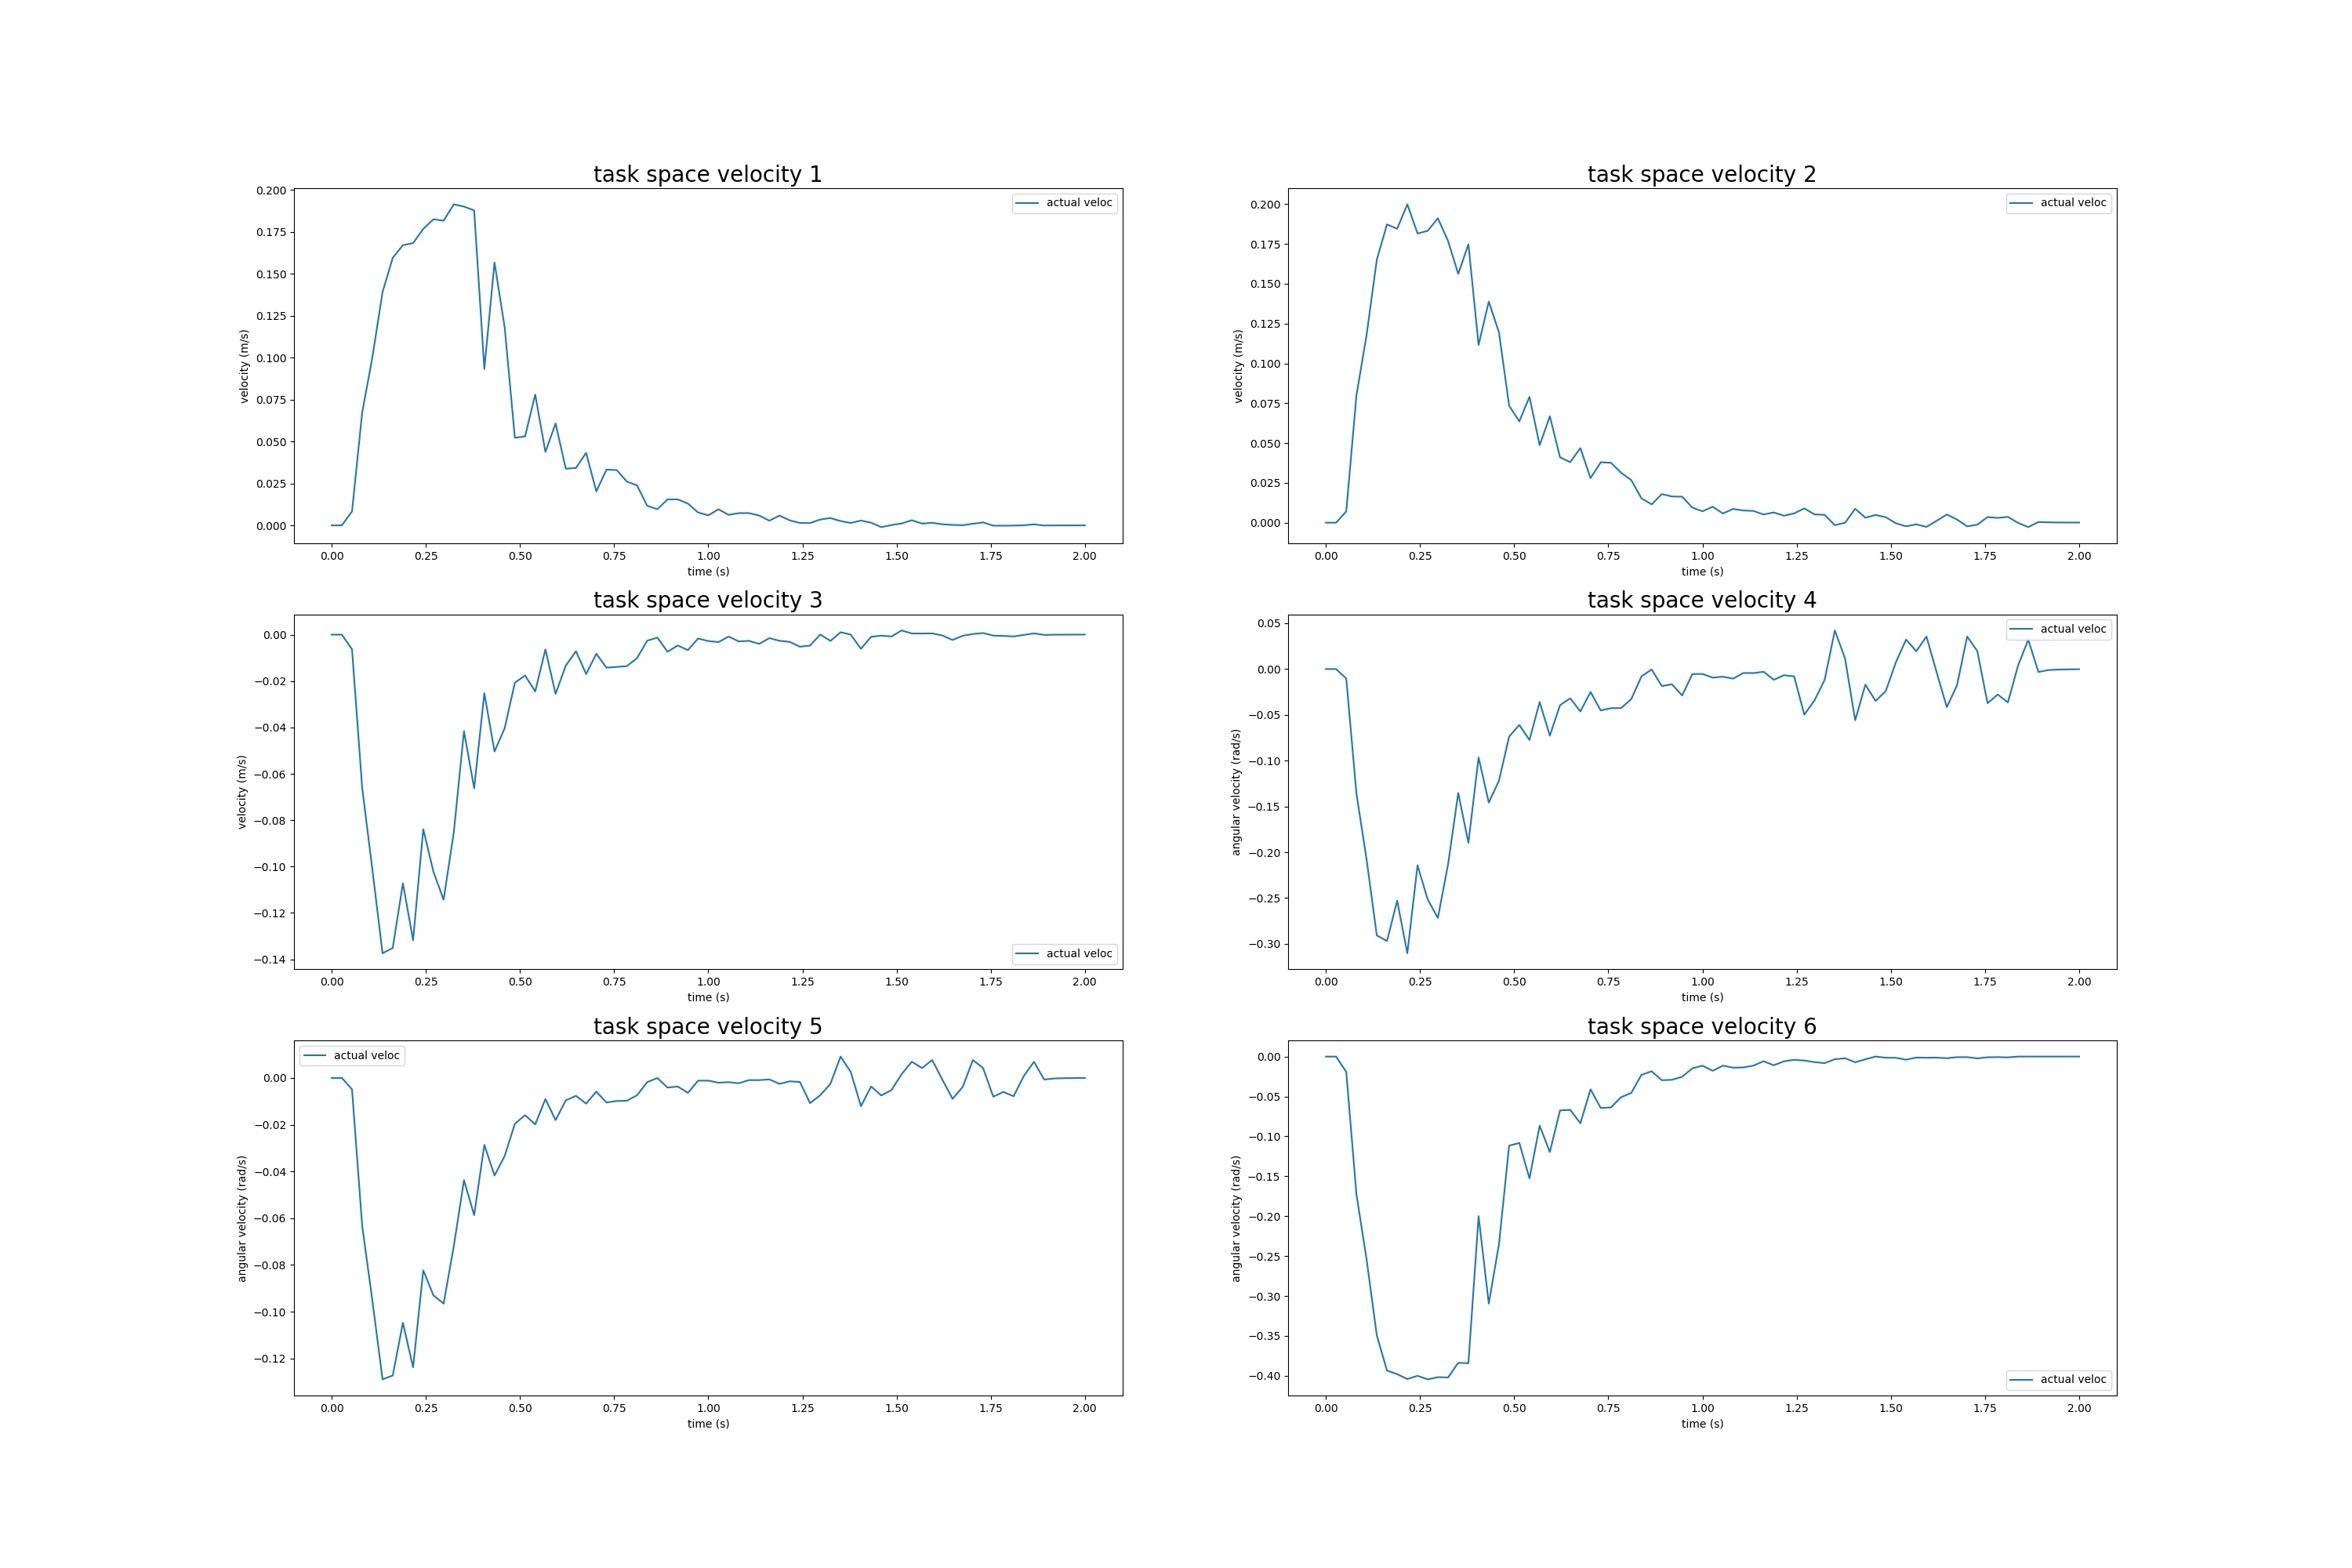 task space velocity 1
0.200
0.175
0.150
0.125
0.100
0.075
0.050
0.025
0.000
velocity (m/s)
actual veloc
0.00 0.25 0.50 0.75 1.00 1.25 1.50 1.75 2.00
time (s)
task space velocity 2
0.200
0.175
0.150
0.125
0.100
0.075
0.050
0.025
0.000
velocity (m/s)
actual veloc
0.00 0.25 0.50 0.75 1.00 1.25 1.50 1.75 2.00
time (s)
task space velocity 3
0.00
−0.02
−0.04
−0.06
−0.08
−0.10
−0.12
−0.14
velocity (m/s)
actual veloc
0.00 0.25 0.50 0.75 1.00 1.25 1.50 1.75 2.00
time (s)
task space velocity 4
0.05
0.00
−0.05
−0.10
−0.15
−0.20
−0.25
−0.30
angular velocity (rad/s)
actual veloc
0.00 0.25 0.50 0.75 1.00 1.25 1.50 1.75 2.00
time (s)
task space velocity 5
0.00
−0.02
−0.04
−0.06
−0.08
−0.10
−0.12
angular velocity (rad/s)
actual veloc
0.00 0.25 0.50 0.75 1.00 1.25 1.50 1.75 2.00
time (s)
task space velocity 6
0.00
−0.05
−0.10
−0.15
−0.20
−0.25
−0.30
−0.35
−0.40
angular velocity (rad/s)
actual veloc
0.00 0.25 0.50 0.75 1.00 1.25 1.50 1.75 2.00
time (s)